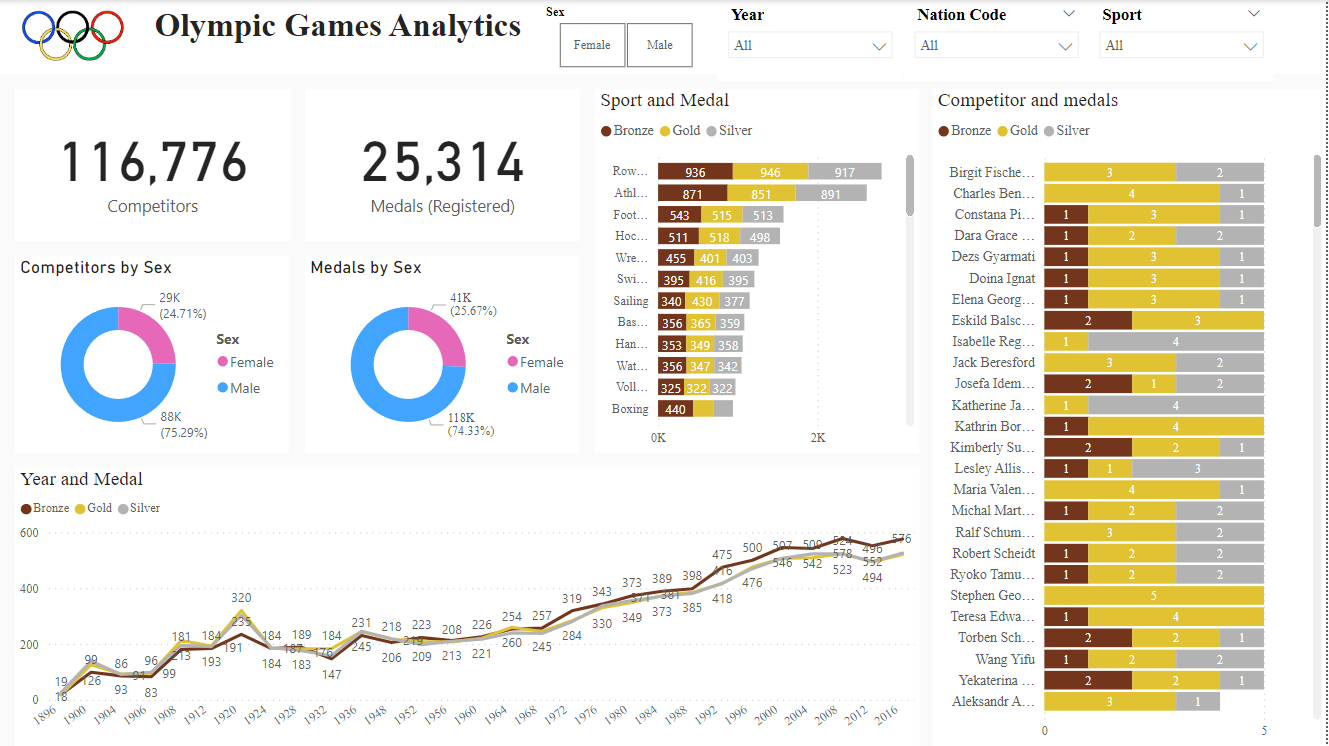 Olympic Games Analytics
Sex
Female Male
Year
All
Nation Code
All
Sport
All
116,776
Competitors
25,314
Medals (Registered)
Competitors by Sex
29K
(24.71%)
88K
(75.29%)
Sex
Female
Male
Medals by Sex
41K
(25.67%)
118K
(74.33%)
Sex
Female
Male
Sport and Medal
Bronze Gold Silver
Row... 936 946 917
Athl... 871 851 891
Foot... 543 515 513
Hoc... 511 518 498
Wre... 455 401 403
Swi... 395 416 395
Sailing 340 430 377
Bas... 356 365 359
Han... 353 349 358
Wat... 356 347 342
Voll... 325 322 322
Boxing 440
0K 2K
Competitor and medals
Bronze Gold Silver
Birgit Fische... 3 2
Charles Ben... 4 1
Constana Pi... 1 3 1
Dara Grace ... 1 2 2
Dezs Gyarmati 1 3 1
Doina Ignat 1 3 1
Elena Georg... 1 3 1
Eskild Balsc... 2 3
Isabelle Reg... 1 4
Jack Beresford 3 2
Josefa Idem... 2 1 2
Katherine Ja... 1 4
Kathrin Bor... 1 4
Kimberly Su... 2 2 1
Lesley Allis... 1 1 3
Maria Valen... 4 1
Michal Mart... 1 2 2
Ralf Schum... 3 2
Robert Scheidt 1 2 2
Ryoko Tamu... 1 2 2
Stephen Geo... 5
Teresa Edwa... 1 4
Torben Sch... 2 2 1
Wang Yifu 1 2 2
Yekaterina ... 2 2 1
Aleksandr A... 3 1
0 5
Year and Medal
Bronze Gold Silver
600
400
200
0
19 99 86 96 181 184 320 184 189 184 231 218 223 208 226 254 257 319 343 373 389 398 475 500 507 509 524 496 576
18 126 93 91 83 99 213 193 191 235 184 187 183 176 147 245 206 219 209 213 221 260 245 284 330 349 371 373 381 385 416 418 476 546 542 578 523 552 494
1896 1900 1904 1906 1908 1912 1920 1924 1928 1932 1936 1948 1952 1956 1960 1964 1968 1972 1976 1980 1984 1988 1992 1996 2000 2004 2008 2012 2016